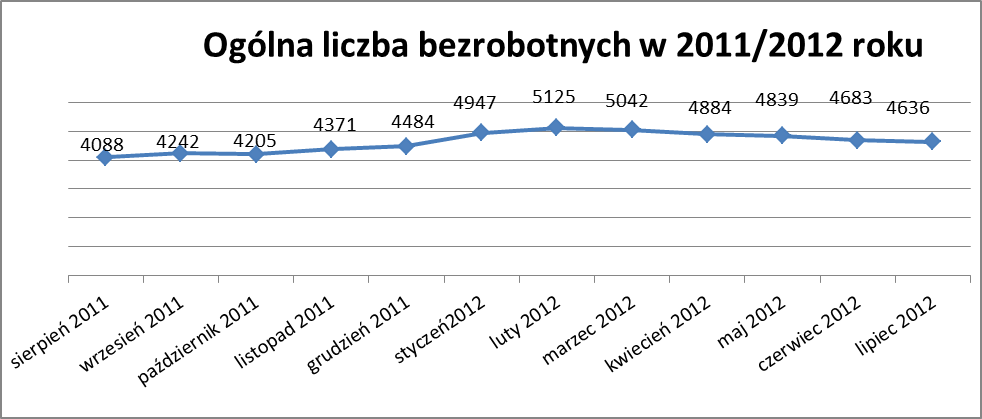 Ogólna liczba bezrobotnych w 2011/2012 roku
4088 4242 4205 4371 4484 4947 5125 5042 4884 4839 4683 4636
sierpień 2011 wrzesień 2011 październik 2011 listopad 2011 grudzień 2011 styczeń2012 luty 2012 marzec 2012 kwiecień 2012 maj 2012 czerwiec 2012 lipiec 2012